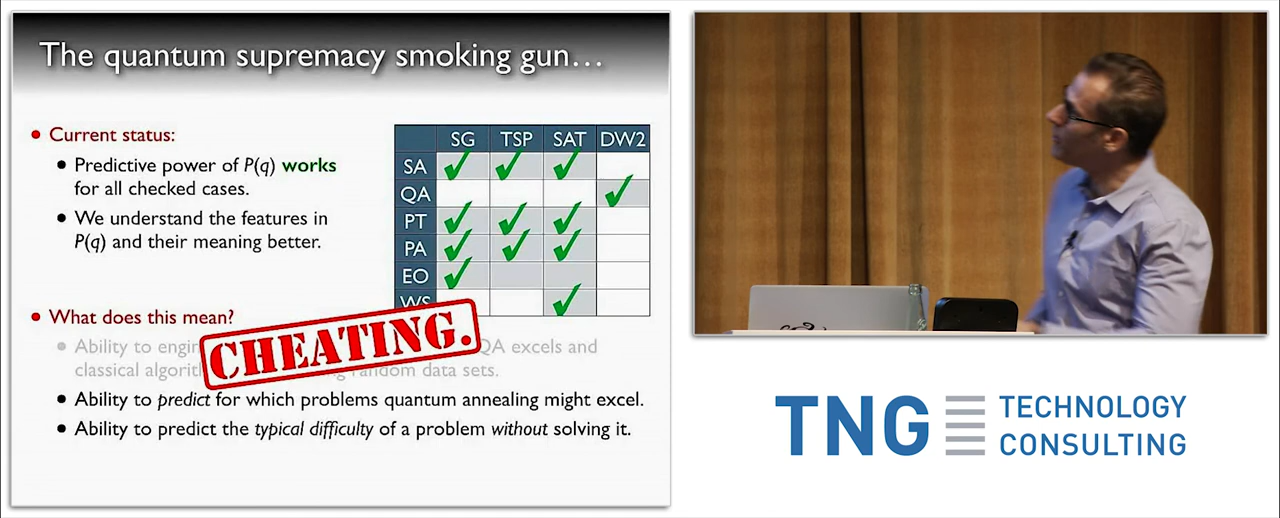 The quantum supremacy smoking gun…
• Current status:
• Predictive power of P(q) works
for all checked cases.
• We understand the features in
P(q) and their meaning better.
SG TSP SAT DW2
SA ✓ ✓ ✓
QA ✓
PT ✓ ✓ ✓
PA ✓ ✓ ✓
EO ✓
WS ✓
• What does this mean?
• Ability to QA excels and
classical random data sets.
CHEATING.
• Ability to predict for which problems quantum annealing might excel.
• Ability to predict the typical difficulty of a problem without solving it.
TNG TECHNOLOGY
CONSULTING